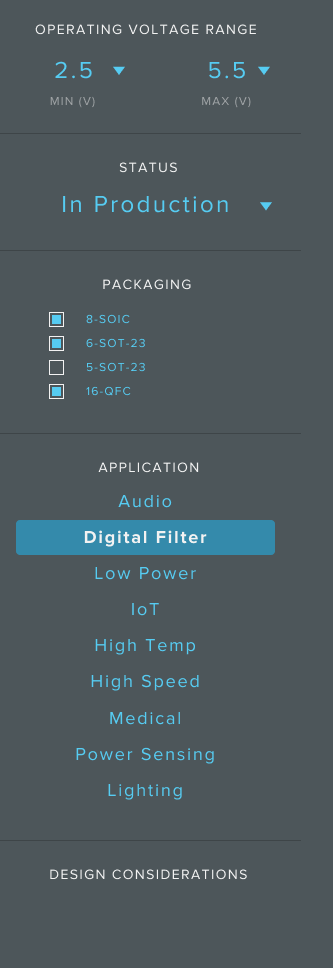 OPERATING VOLTAGE RANGE
2.5 5.5
MIN (V) MAX (V)
STATUS
In Production
PACKAGING
8-SOIC
6-SOT-23
5-SOT-23
16-QFC
APPLICATION
Audio
Digital Filter
Low Power
IoT
High Temp
High Speed
Medical
Power Sensing
Lighting
DESIGN CONSIDERATIONS